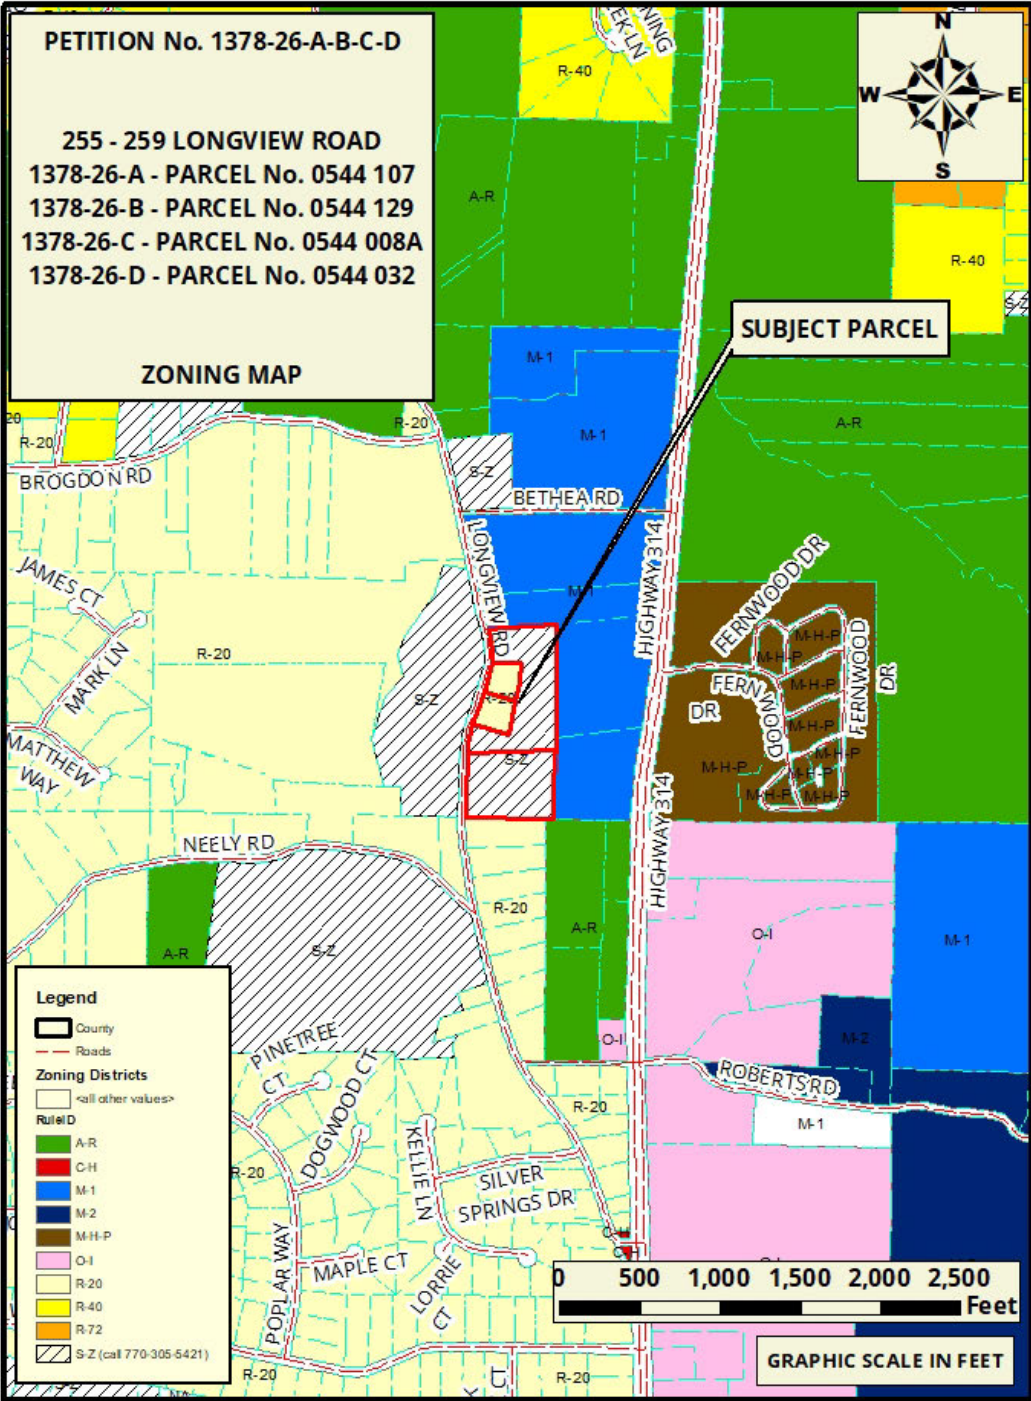 PETITION No. 1378-26-A-B-C-D
255 - 259 LONGVIEW ROAD
1378-26-A - PARCEL No. 0544 107
1378-26-B - PARCEL No. 0544 129
1378-26-C - PARCEL No. 0544 008A
1378-26-D - PARCEL No. 0544 032
ZONING MAP
N
W
E
S
R-40
A-R
R-40
S-Z
SUBJECT PARCEL
M-1
A-R
R-20
R-20
M-1
S-Z
BROGDON RD
BETHEA RD
LONGVIEW RD
HIGHWAY 314
M-1
JAMES CT
MARK LN
MATTHEW
WAY
R-20
S-Z
R-20
S-Z
FERNWOOD DR
M-H-P
M-H-P
M-H-P
M-H-P
M-H-P
M-H-P
M-H-P
M-H-P
M-H-P
FERNWOOD
DR
FERNWOOD
DR
HIGHWAY 314
NEELY RD
R-20
A-R
O-I
M-1
A-R
S-Z
O-I
M-2
ROBERTS RD
M-1
R-20
PINETREE
CT
DOGWOOD CT
KELLIE LN
SILVER
SPRINGS DR
R-20
POPLAR WAY
MAPLE CT
LORRIE
CT
C-H
C-H
R-20
R-20
CT
Legend
County
Roads
Zoning Districts
<all other values>
RuleID
A-R
C-H
M-1
M-2
M-H-P
O-I
R-20
R-40
R-72
S-Z (call 770-305-5421)
0 500 1,000 1,500 2,000 2,500
Feet
GRAPHIC SCALE IN FEET